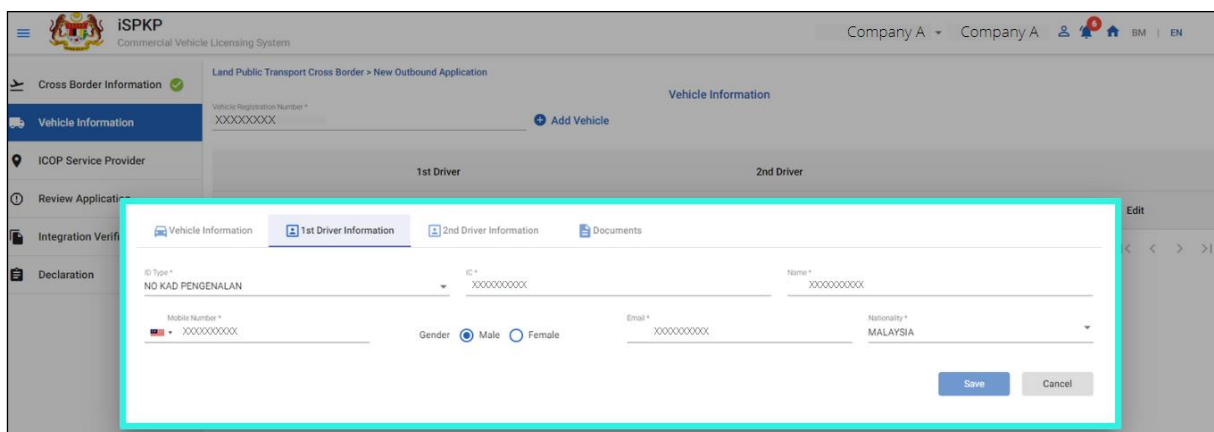 iSPKP
Commercial Vehicle Licensing System
Company A Company A 6 BM | EN
Cross Border Information
Vehicle Information
ICOP Service Provider
Review Application
Integration Verifi
Declaration
Land Public Transport Cross Border > New Outbound Application
Vehicle Information
Vehicle Registration Number *
XXXXXXXX
Add Vehicle
1st Driver 2nd Driver
Edit
|< < > >|
Vehicle Information 1st Driver Information 2nd Driver Information Documents
ID Type * IC * Name *
NO KAD PENGENALAN XXXXXXXXXX XXXXXXXXXX
Mobile Number * Email * Nationality *
XXXXXXXXXX Gender Male Female XXXXXXXXXX MALAYSIA
Save Cancel